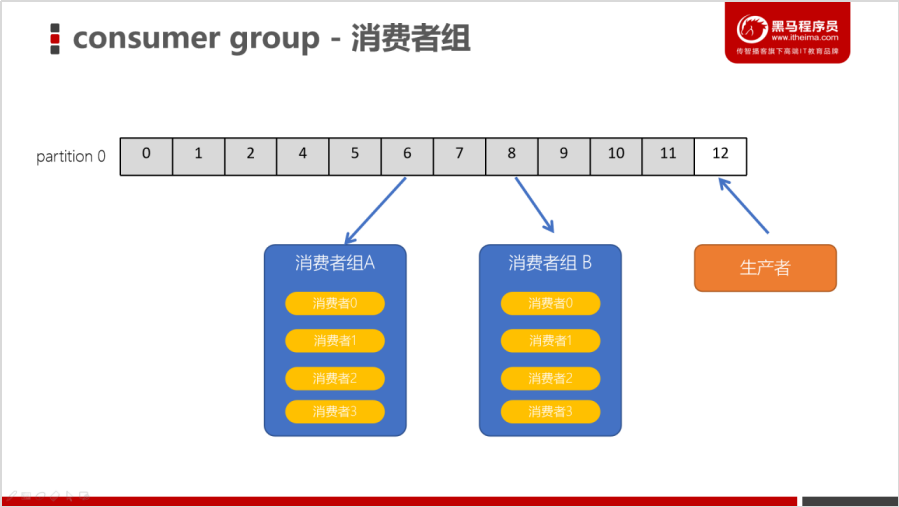 consumer group - 消费者组
黑马程序员
www.itheima.com
传智播客旗下高端IT教育品牌
partition 0 0 1 2 4 5 6 7 8 9 10 11 12
消费者组A 消费者组 B 生产者
消费者0 消费者0
消费者1 消费者1
消费者2 消费者2
消费者3 消费者3